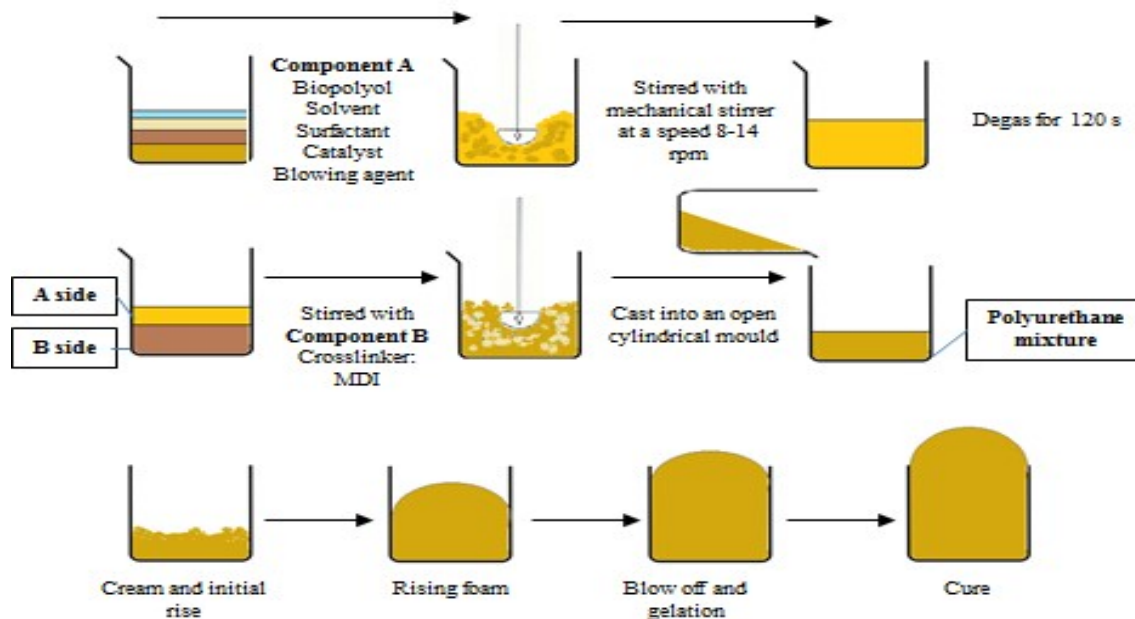 Component A
Biopolyol
Solvent
Surfactant
Catalyst
Blowing agent
Stirred with
mechanical stirrer
at a speed 8-14
rpm
Degas for 120 s
A side
B side
Stirred with
Component B
Crosslinker:
MDI
Cast into an open
cylindrical mould
Polyurethane
mixture
Cream and initial
rise
Rising foam
Blow off and
gelation
Cure